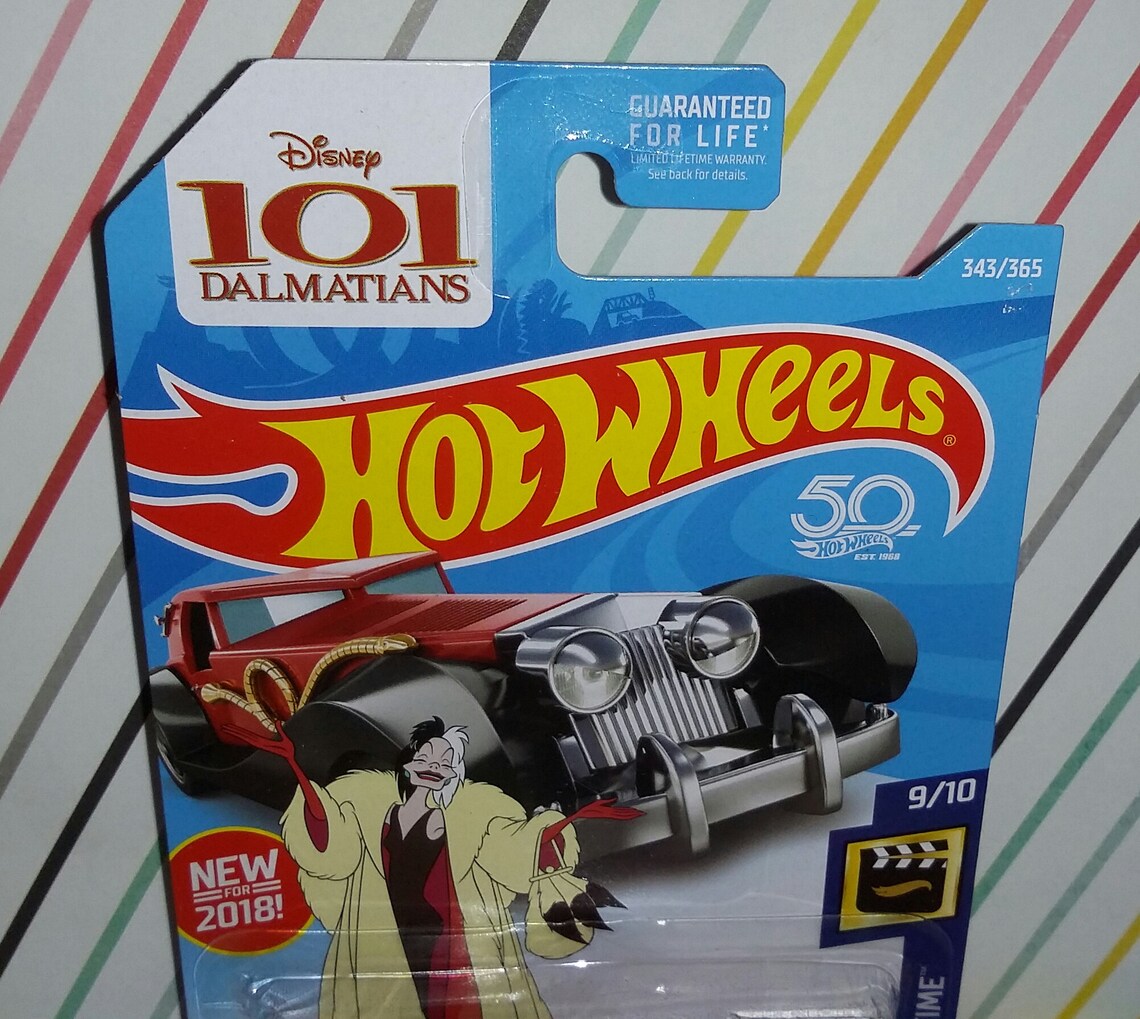 Disney
101
DALMATIANS
GUARANTEED
FOR LIFE*
LIMITED LIFETIME WARRANTY.
See back for details.
343/365
HOT WHEELS®
50
HOT WHEELS
EST. 1968
9/10
NEW
FOR
2018!
TIME™